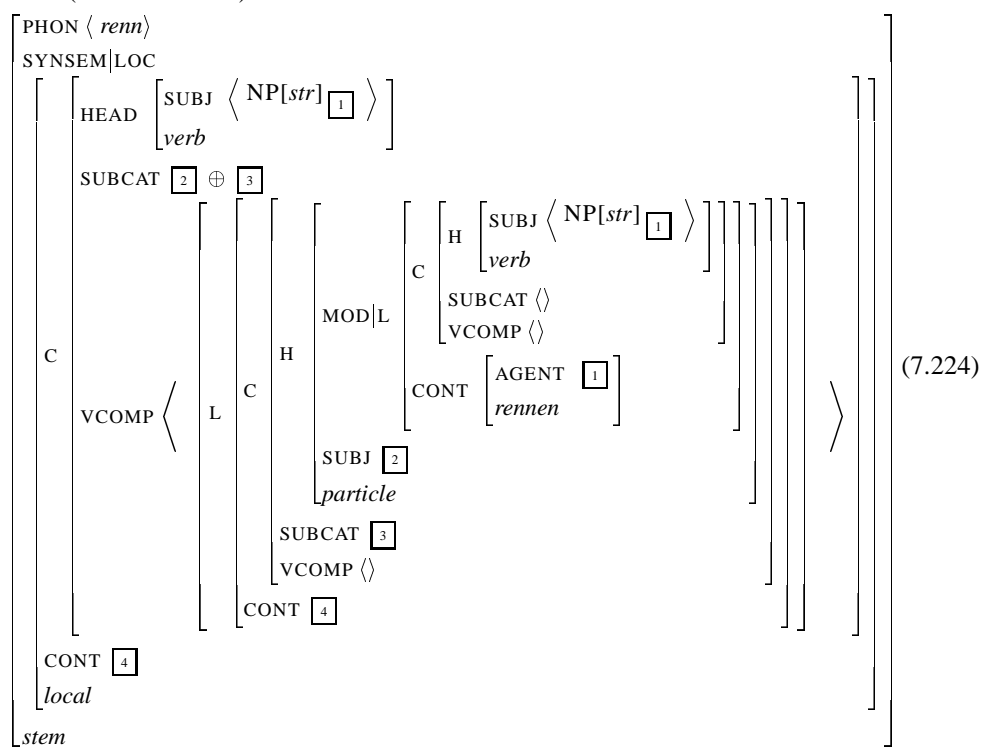 PHON ⟨ renn⟩
SYNSEM|LOC
HEAD [SUBJ ⟨ NP[str] 1 ⟩
verb]
SUBCAT 2 ⊕ 3
H [SUBJ ⟨ NP[str] 1 ⟩
verb]
C
SUBCAT ⟨⟩
MOD|L
VCOMP ⟨⟩
H
C
(7.224)
AGENT 1
C
CONT
rennen
VCOMP ⟨ L ⟩
SUBJ 2
particle
SUBCAT 3
VCOMP ⟨⟩
CONT 4
CONT 4
local
stem